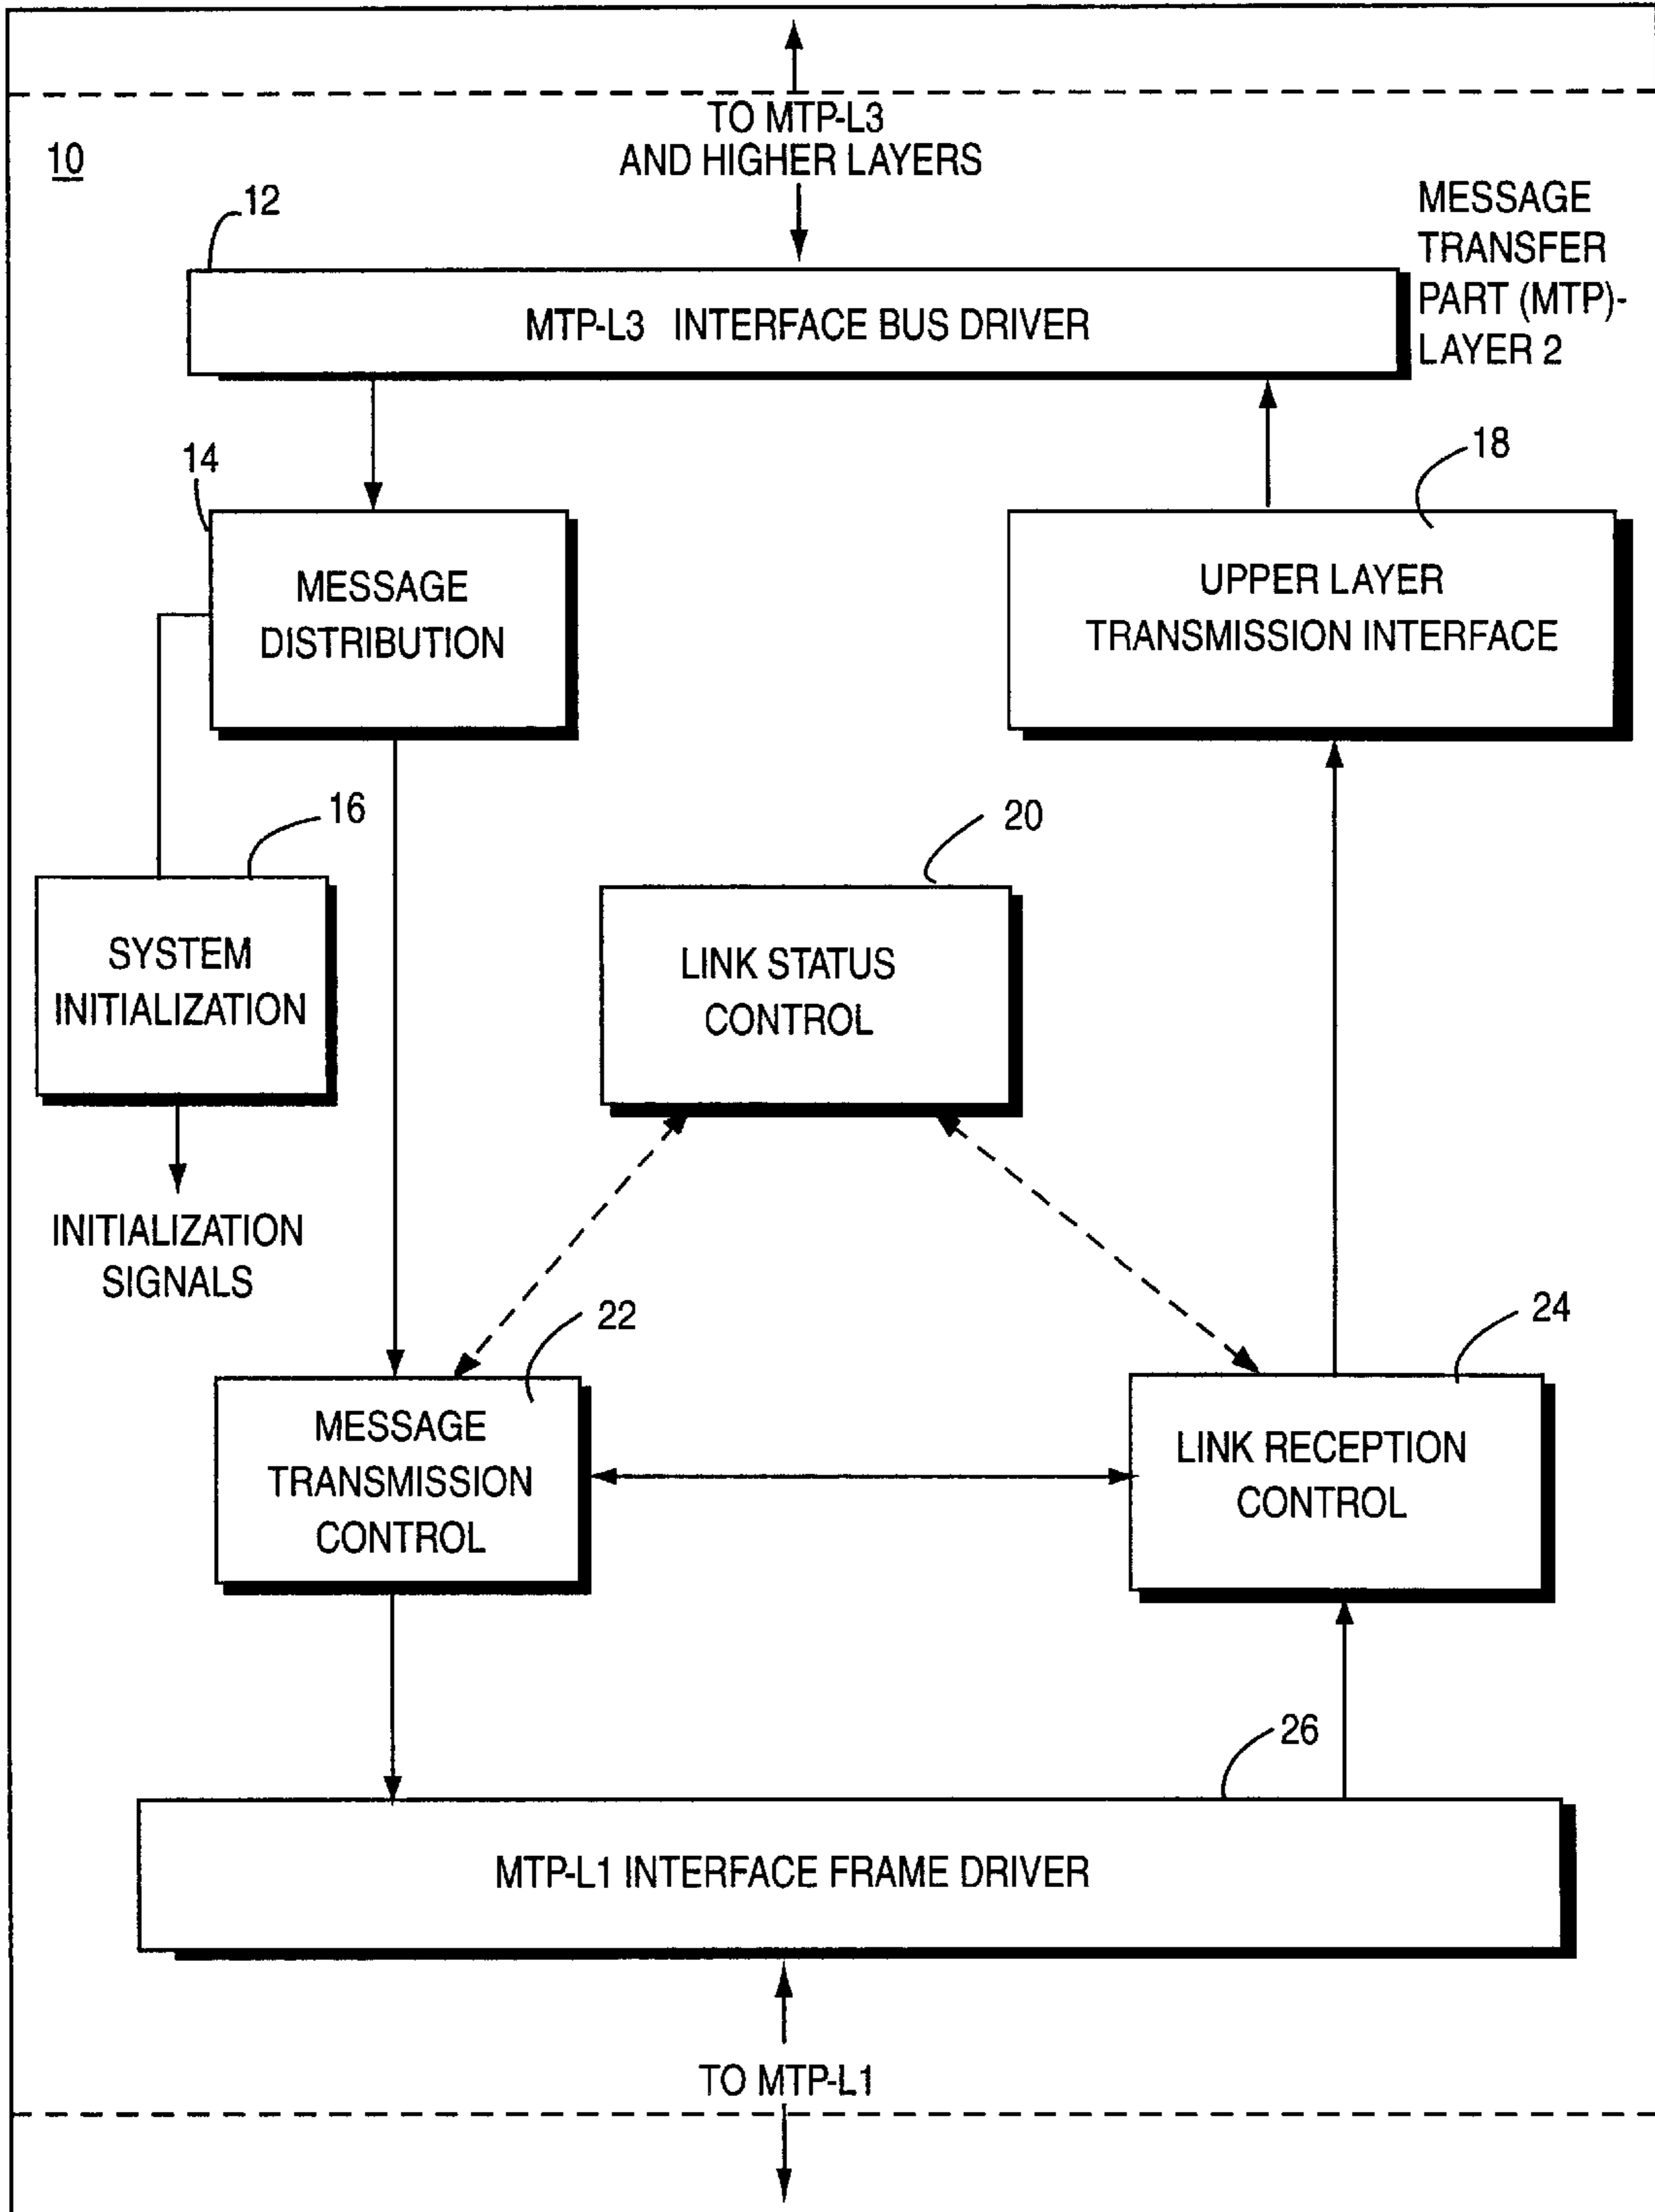 TO MTP-L3
AND HIGHER LAYERS
10
12
MESSAGE
TRANSFER
PART (MTP)-
LAYER 2
MTP-L3 INTERFACE BUS DRIVER
14
18
MESSAGE
DISTRIBUTION
UPPER LAYER
TRANSMISSION INTERFACE
16
20
SYSTEM
INITIALIZATION
LINK STATUS
CONTROL
INITIALIZATION
SIGNALS
22
24
MESSAGE
TRANSMISSION
CONTROL
LINK RECEPTION
CONTROL
26
MTP-L1 INTERFACE FRAME DRIVER
TO MTP-L1